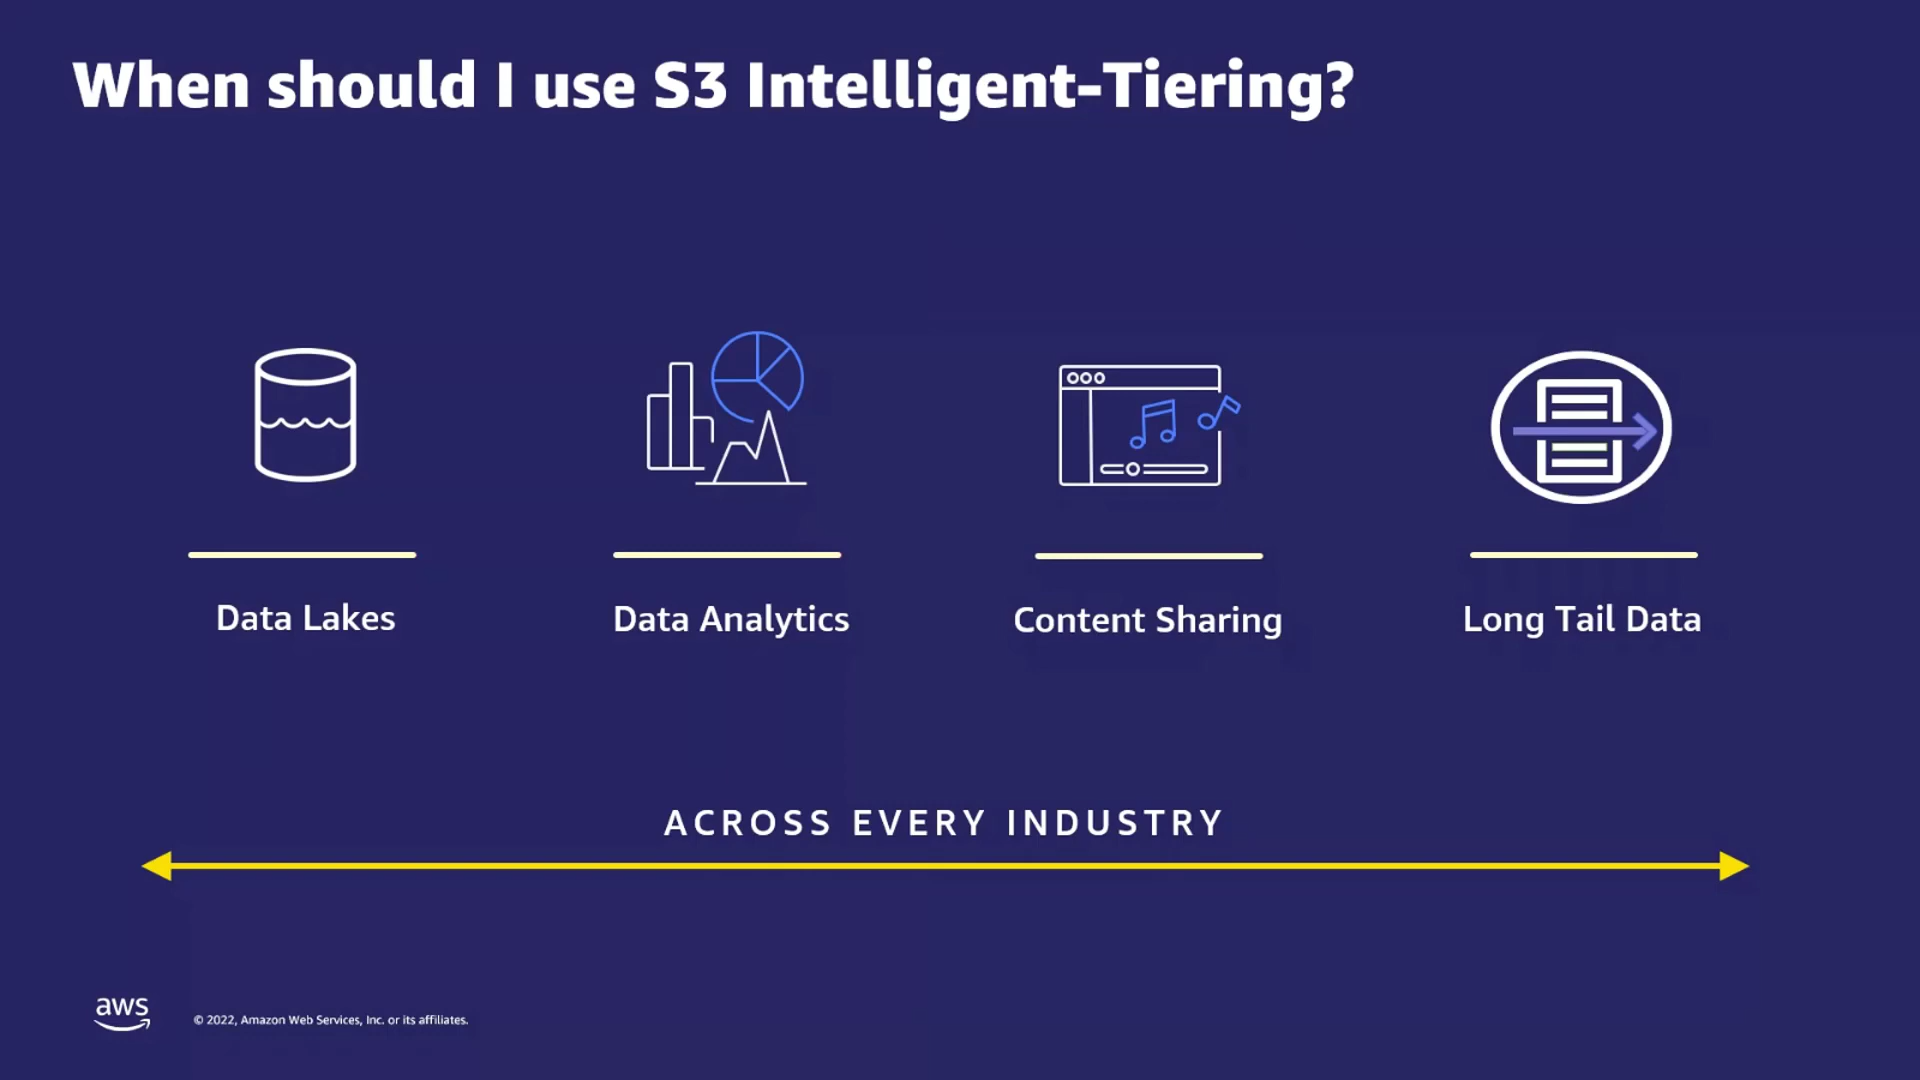 When should I use S3 Intelligent-Tiering?
Data Lakes
Data Analytics
Content Sharing
Long Tail Data
ACROSS EVERY INDUSTRY
aws
© 2022, Amazon Web Services, Inc. or its affiliates.